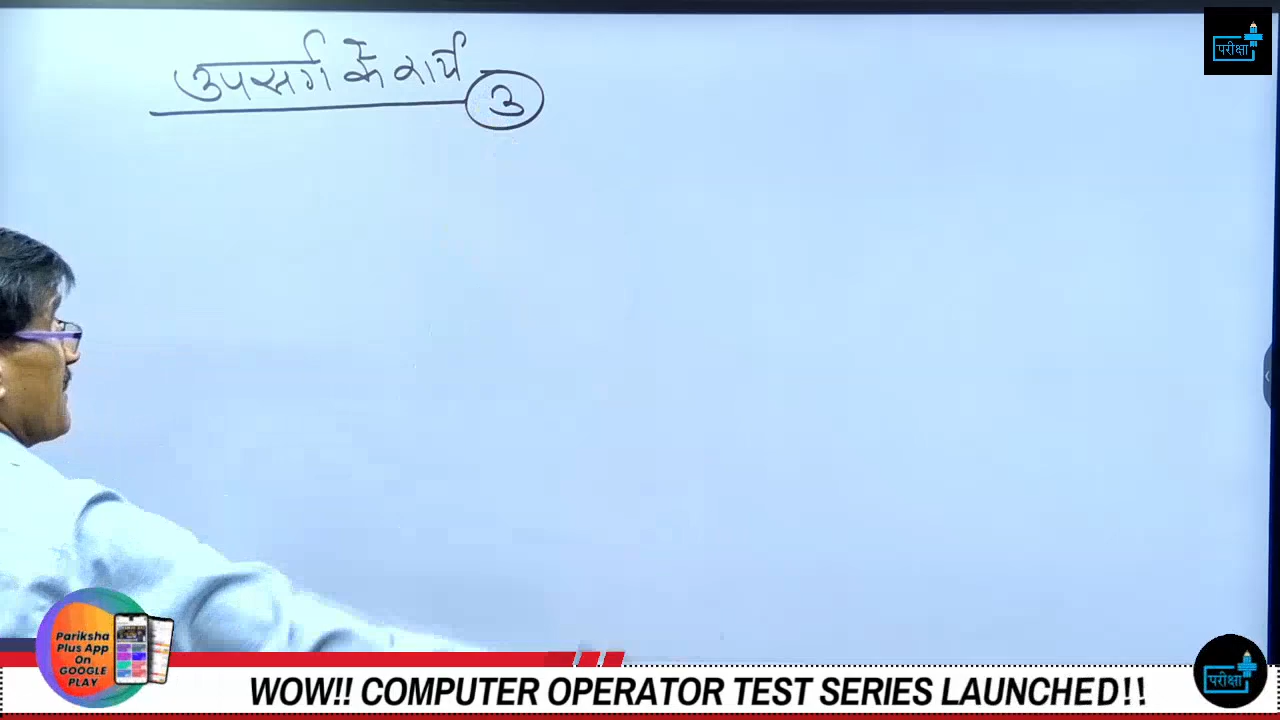 उपसर्ग के कार्य ③
परीक्षा
Pariksha
Plus App
On
GOOGLE
PLAY
WOW!! COMPUTER OPERATOR TEST SERIES LAUNCHED!!
परीक्षा